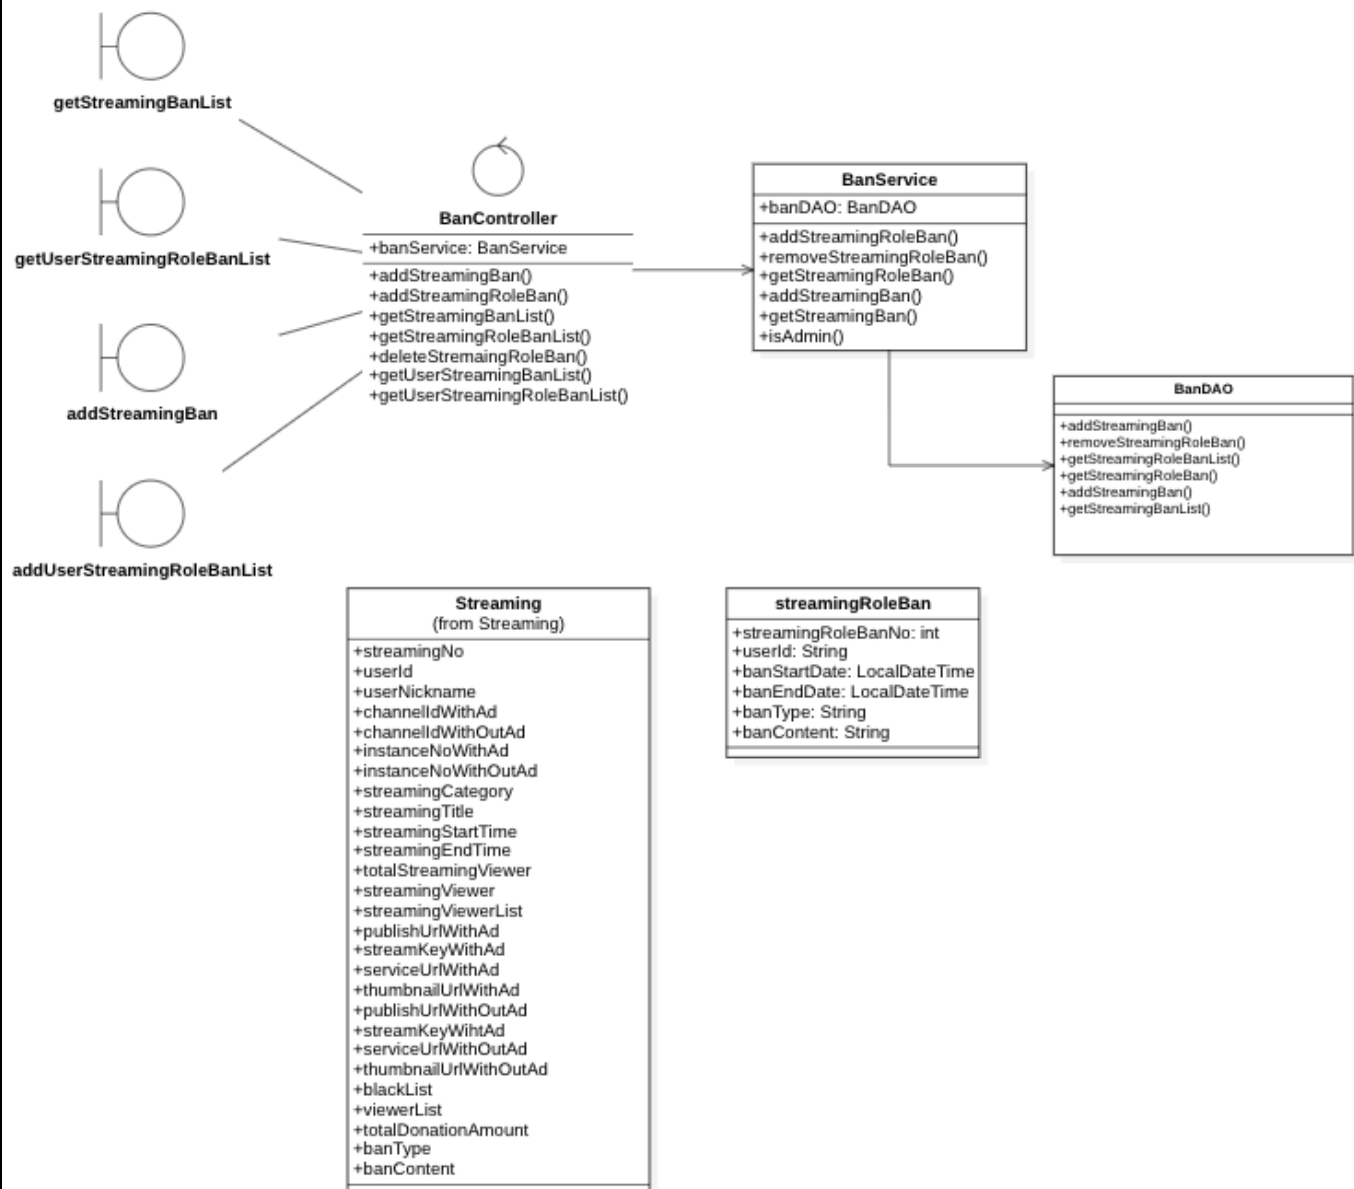 getStreamingBanList
getUserStreamingRoleBanList
addStreamingBan
addUserStreamingRoleBanList
BanController
+banService: BanService
+addStreamingBan()
+addStreamingRoleBan()
+getStreamingBanList()
+getStreamingRoleBanList()
+deleteStremaingRoleBan()
+getUserStreamingBanList()
+getUserStreamingRoleBanList()
BanService
+banDAO: BanDAO
+addStreamingRoleBan()
+removeStreamingRoleBan()
+getStreamingRoleBan()
+addStreamingBan()
+getStreamingBan()
+isAdmin()
BanDAO
+addStreamingBan()
+removeStreamingRoleBan()
+getStreamingRoleBanList()
+getStreamingRoleBan()
+addStreamingBan()
+getStreamingBanList()
Streaming
(from Streaming)
+streamingNo
+userId
+userNickname
+channelIdWithAd
+channelIdWithOutAd
+instanceNoWithAd
+instanceNoWithOutAd
+streamingCategory
+streamingTitle
+streamingStartTime
+streamingEndTime
+totalStreamingViewer
+streamingViewer
+streamingViewerList
+publishUrlWithAd
+streamKeyWithAd
+serviceUrlWithAd
+thumbnailUrlWithAd
+publishUrlWithOutAd
+streamKeyWihtAd
+serviceUrlWithOutAd
+thumbnailUrlWithOutAd
+blackList
+viewerList
+totalDonationAmount
+banType
+banContent
streamingRoleBan
+streamingRoleBanNo: int
+userId: String
+banStartDate: LocalDateTime
+banEndDate: LocalDateTime
+banType: String
+banContent: String